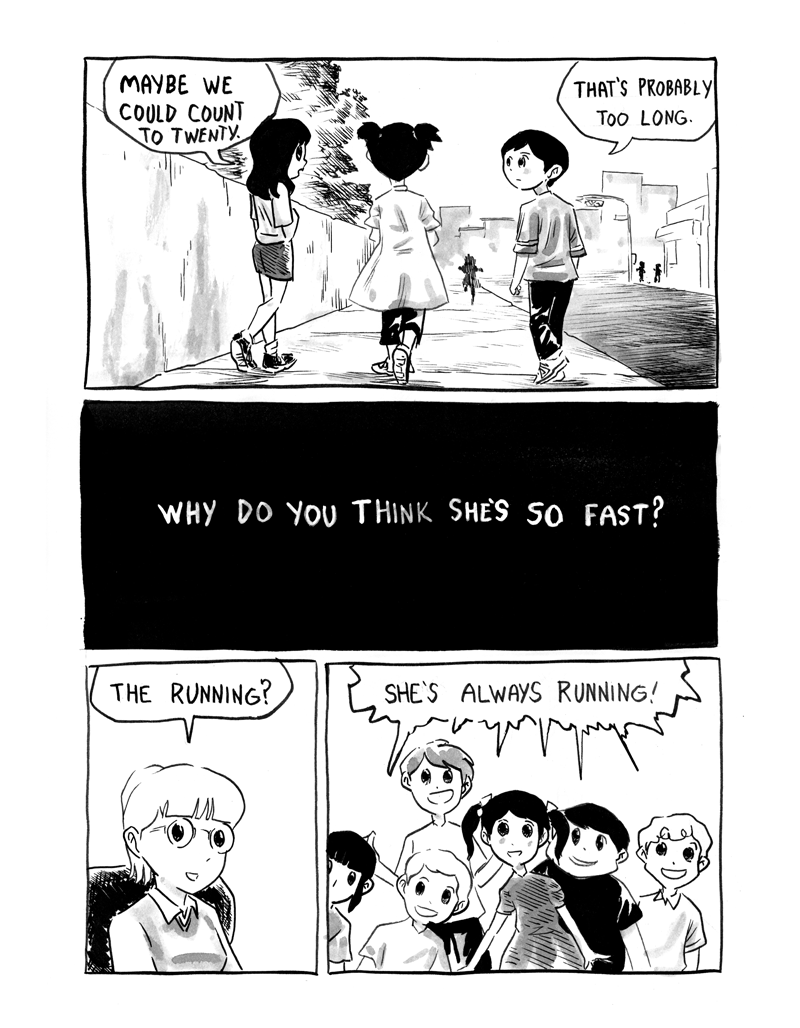 MAYBE WE
COULD COUNT
TO TWENTY.
THAT'S PROBABLY
TOO LONG.
WHY DO YOU THINK SHE'S SO FAST?
THE RUNNING?
SHE'S ALWAYS RUNNING!